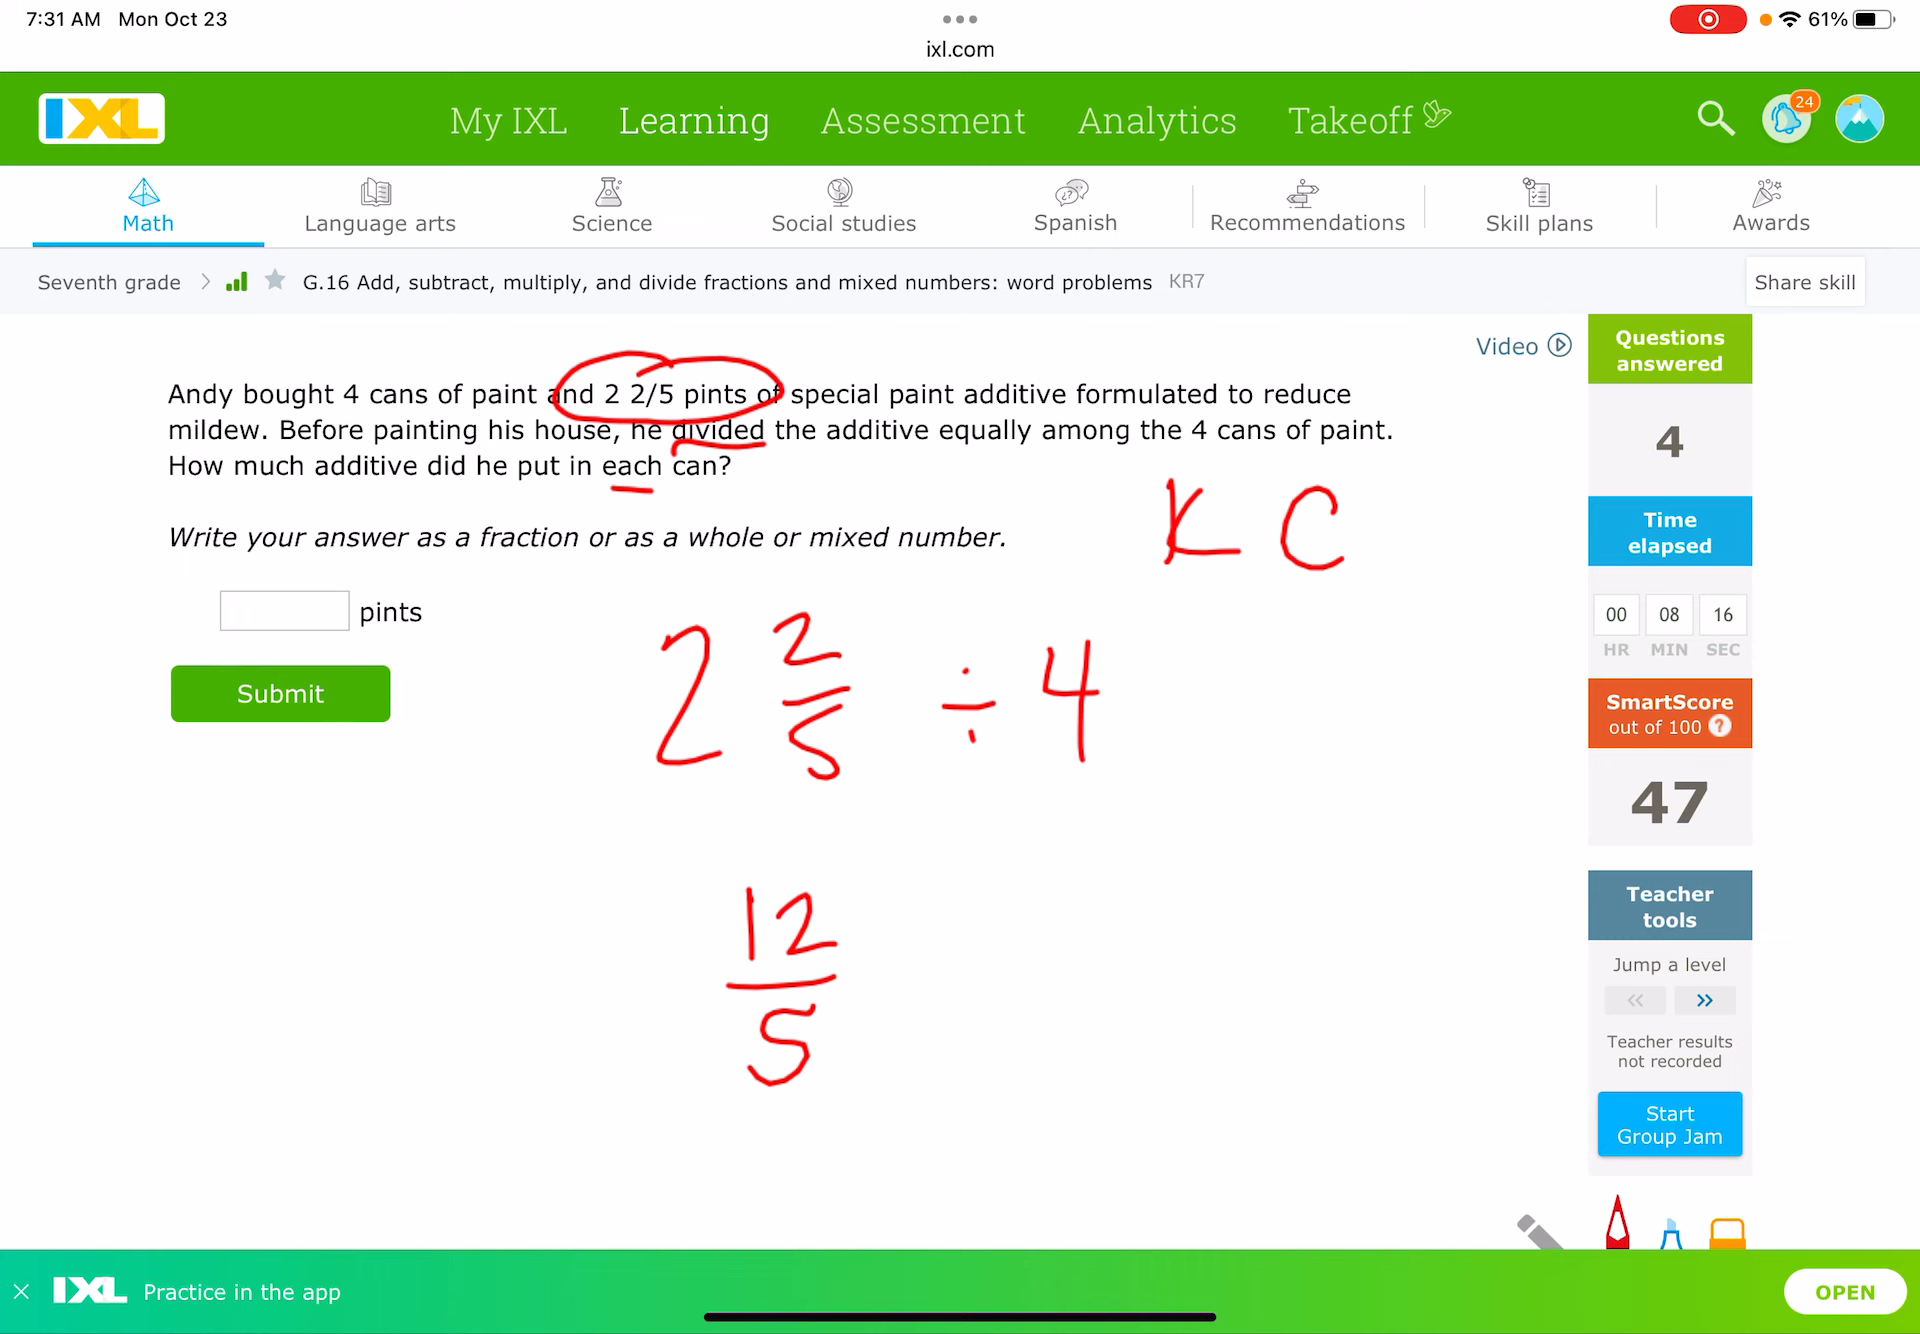 7:31 AM Mon Oct 23
ixl.com
61%
IXL
My IXL Learning Assessment Analytics Takeoff
24
Math Language arts Science Social studies Spanish Recommendations Skill plans Awards
Seventh grade G.16 Add, subtract, multiply, and divide fractions and mixed numbers: word problems KR7
Share skill
Video
Andy bought 4 cans of paint and 2 2/5 pints of special paint additive formulated to reduce
mildew. Before painting his house, he divided the additive equally among the 4 cans of paint.
How much additive did he put in each can?
K C
Write your answer as a fraction or as a whole or mixed number.
pints
Submit
2 2/5 ÷ 4
12/5
Questions
answered
4
Time
elapsed
00 08 16
HR MIN SEC
SmartScore
out of 100 ?
47
Teacher
tools
Jump a level
<< >>
Teacher results
not recorded
Start
Group Jam
× IXL Practice in the app
OPEN